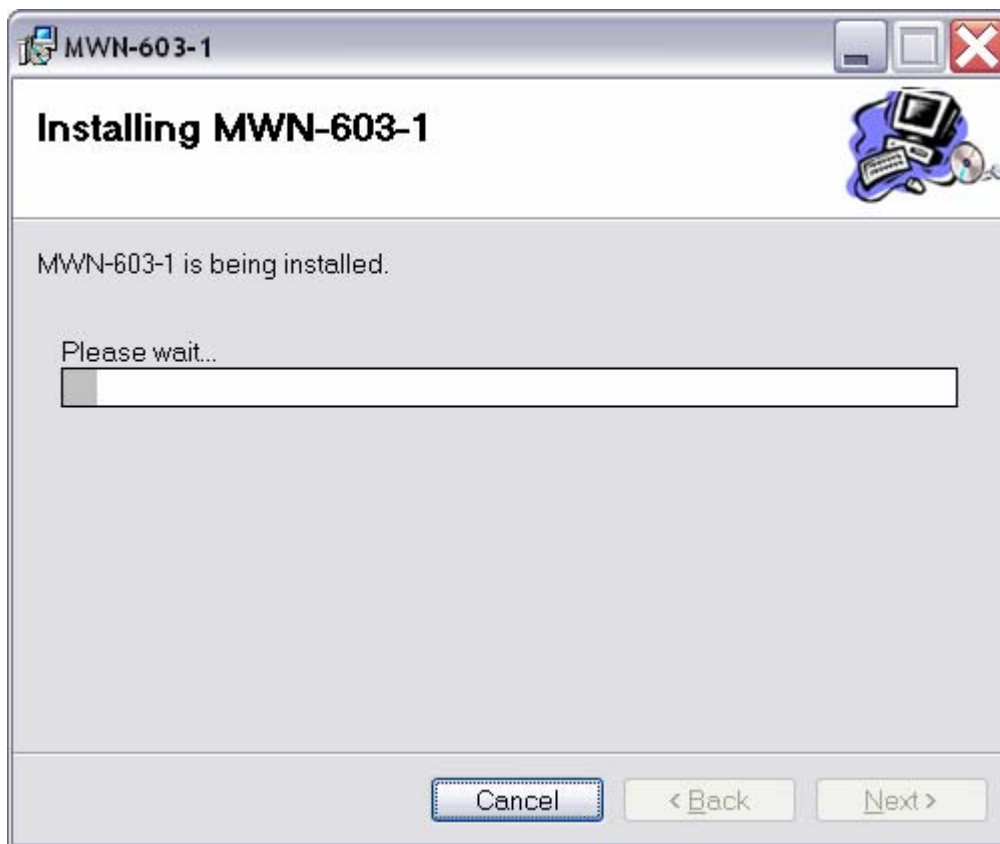 MWN-603-1
Installing MWN-603-1
MWN-603-1 is being installed.
Please wait...
Cancel
< Back
Next >